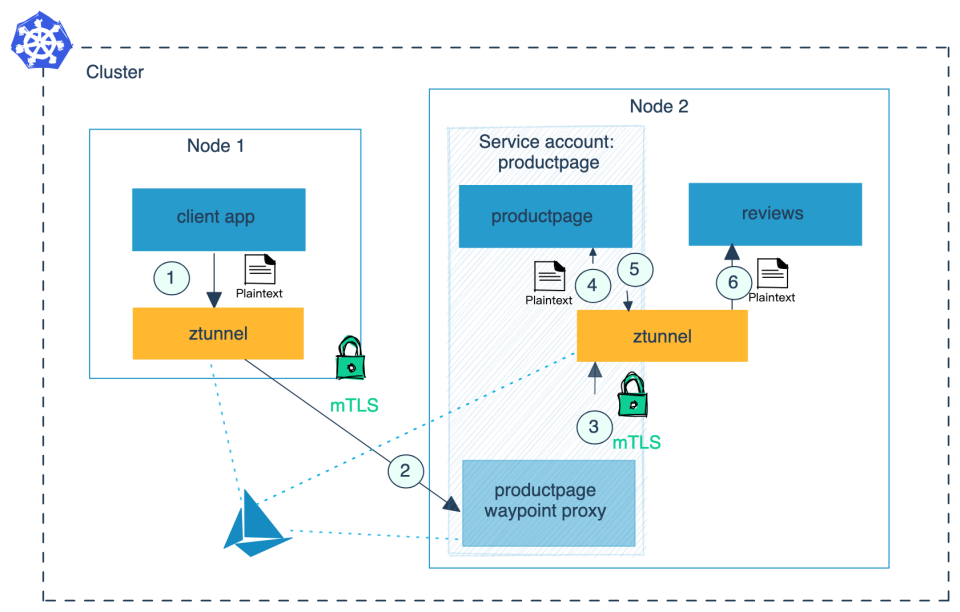 Cluster
Node 1
client app
1
Plaintext
ztunnel
mTLS
2
Node 2
Service account:
productpage
productpage
reviews
Plaintext
4
5
6
Plaintext
ztunnel
3
mTLS
productpage
waypoint proxy